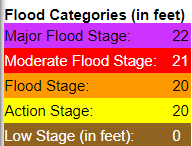 Flood Categories (in feet)
Major Flood Stage: 22
Moderate Flood Stage: 21
Flood Stage: 20
Action Stage: 20
Low Stage (in feet): 0